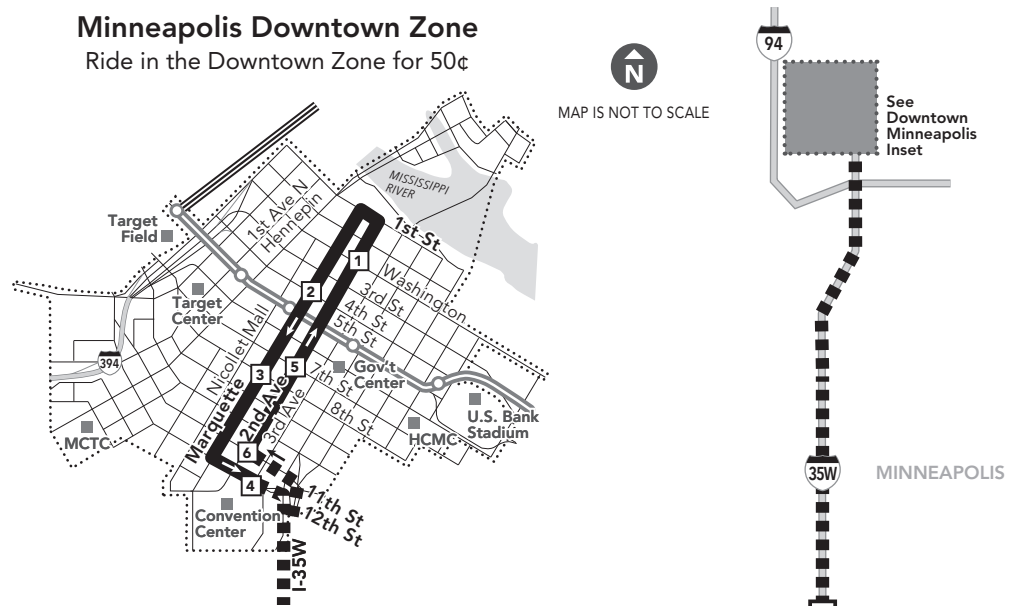 Minneapolis Downtown Zone
Ride in the Downtown Zone for 50¢
N
MAP IS NOT TO SCALE
94
See
Downtown
Minneapolis
Inset
MISSISSIPPI
RIVER
1st Ave N
Hennepin
Target
Field
1st St
1
Washington
2
3rd St
4th St
5th St
Target
Center
Nicollet Mall
394
3
5
Gov't
Center
7th St
8th St
Marquette
2nd Ave
3rd Ave
U.S. Bank
Stadium
HCMC
MCTC
6
4
11th St
12th St
Convention
Center
I-35W
35W
MINNEAPOLIS